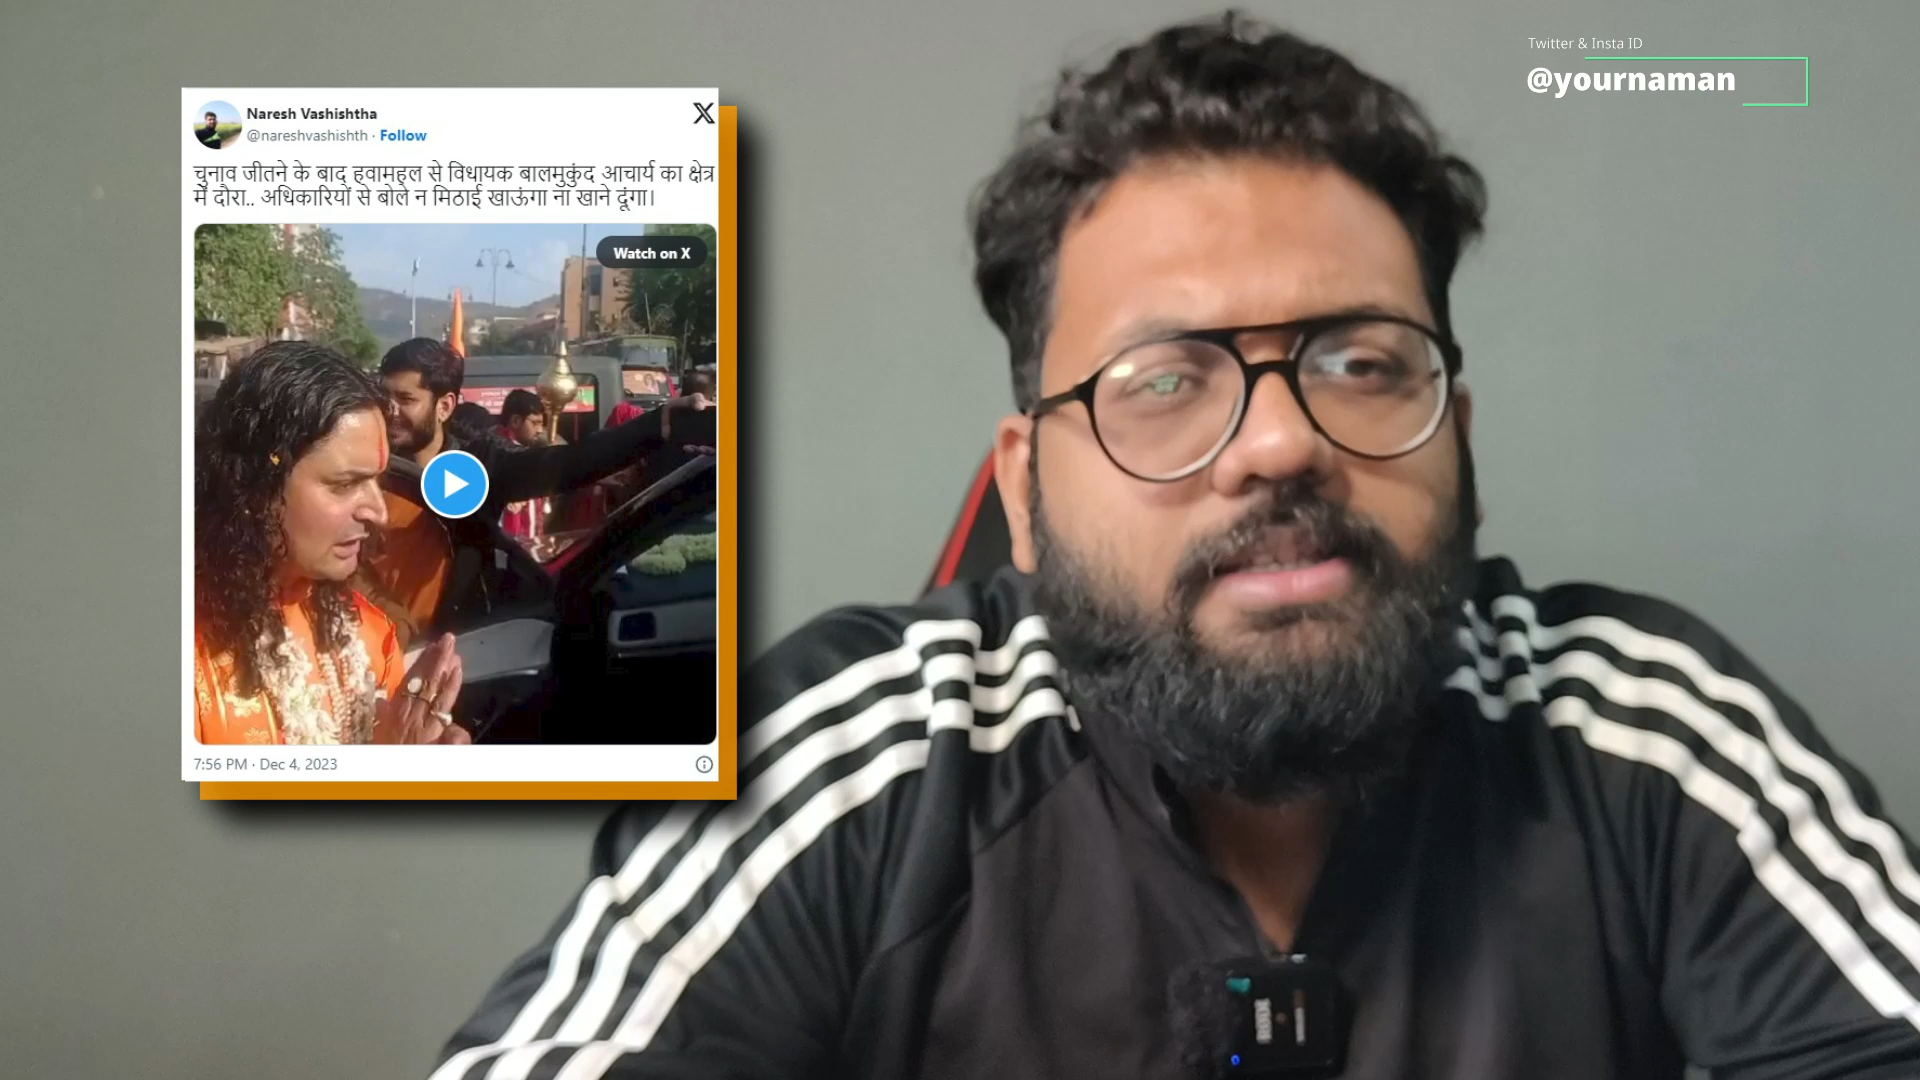 Twitter & Insta ID
@yournaman
Naresh Vashishtha
@nareshvashishth · Follow
चुनाव जीतने के बाद हवामहल से विधायक बालमुकुंद आचार्य का क्षेत्र
में दौरा.. अधिकारियों से बोले न मिठाई खाऊंगा ना खाने दूंगा।
Watch on X
7:56 PM · Dec 4, 2023